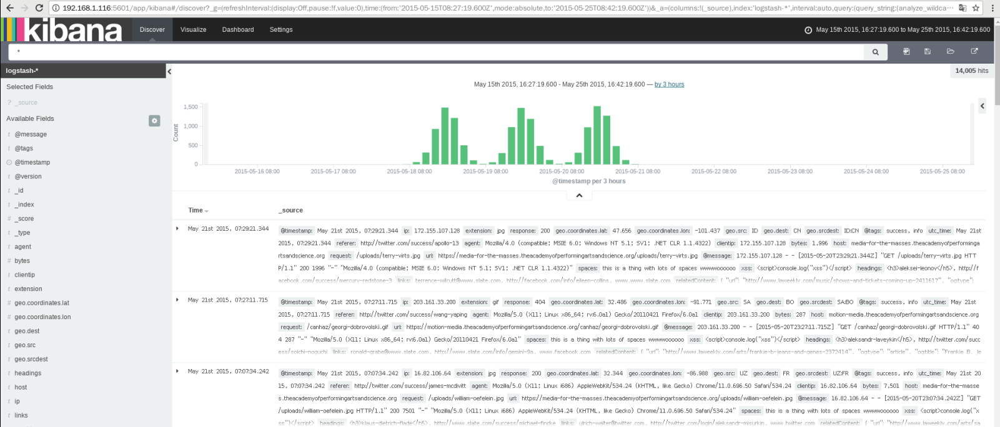 192.168.1.116:5601/app/kibana#/discover?_g=(refreshInterval:(display:Off,pause:!f,value:0),time:(from:'2015-05-15T08:27:19.600Z',mode:absolute,to:'2015-05-25T08:42:19.600Z'))&_a=(columns:!(_source),index:'logstash-*',interval:auto,query:(query_string:(analyze_wildca…
kibana Discover Visualize Dashboard Settings May 15th 2015, 16:27:19.600 to May 25th 2015, 16:42:19.600
*
logstash-*
14,005 hits
Selected Fields
? _source
Available Fields
t @message
t @tags
@timestamp
t @version
t _id
t _index
# _score
t _type
t agent
# bytes
t clientip
t extension
# geo.coordinates.lat
# geo.coordinates.lon
t geo.dest
t geo.src
t geo.srcdest
t headings
t host
t ip
t links
May 15th 2015, 16:27:19.600 - May 25th 2015, 16:42:19.600 — by 3 hours
Count
1,500
1,000
500
0
2015-05-16 08:00 2015-05-17 08:00 2015-05-18 08:00 2015-05-19 08:00 2015-05-20 08:00 2015-05-21 08:00 2015-05-22 08:00 2015-05-23 08:00 2015-05-24 08:00 2015-05-25 08:00
@timestamp per 3 hours
Time _source
May 21st 2015, 07:29:21.344 @timestamp: May 21st 2015, 07:29:21.344 ip: 172.155.107.128 extension: jpg response: 200 geo.coordinates.lat: 47.656 geo.coordinates.lon: -101.437 geo.src: ID geo.dest: CN geo.srcdest: ID:CN @tags: success, info utc_time: May 21st
2015, 07:29:21.344 referer: http://twitter.com/success/apollo-13 agent: Mozilla/4.0 (compatible; MSIE 6.0; Windows NT 5.1; SV1; .NET CLR 1.1.4322) clientip: 172.155.107.128 bytes: 1,996 host: media-for-the-masses.theacademyofperforminga
rtsandscience.org request: /uploads/terry-virts.jpg url: https://media-for-the-masses.theacademyofperformingartsandscience.org/uploads/terry-virts.jpg @message: 172.155.107.128 - - [2015-05-20T23:29:21.344Z] "GET /uploads/terry-virts.jpg HTT
P/1.1" 200 1996 "-" "Mozilla/4.0 (compatible; MSIE 6.0; Windows NT 5.1; SV1; .NET CLR 1.1.4322)" spaces: this is a thing with lots of spaces wwwwoooooo xss: <script>console.log("xss")</script> headings: <h3>aleksei-leonov</h5>, http://f
acebook.com/success/mercury-redstone-3 links: terrence-wilcutt@www.slate.com, http://facebook.com/info/eileen-collins, www.www.slate.com relatedContent: { "url": "http://www.laweekly.com/music/shows-and-tickets-coming-up-2411617", "og:type":
May 21st 2015, 07:27:11.715 @timestamp: May 21st 2015, 07:27:11.715 ip: 203.161.33.200 extension: gif response: 404 geo.coordinates.lat: 32.486 geo.coordinates.lon: -91.771 geo.src: SA geo.dest: BO geo.srcdest: SA:BO @tags: success, info utc_time: May 21st
2015, 07:27:11.715 referer: http://twitter.com/success/wang-yaping agent: Mozilla/5.0 (X11; Linux x86_64; rv:6.0a1) Gecko/20110421 Firefox/6.0a1 clientip: 203.161.33.200 bytes: 287 host: motion-media.theacademyofperformingartsandscience.org
request: /canhaz/georgi-dobrovolski.gif url: https://motion-media.theacademyofperformingartsandscience.org/canhaz/georgi-dobrovolski.gif @message: 203.161.33.200 - - [2015-05-20T23:27:11.715Z] "GET /canhaz/georgi-dobrovolski.gif HTTP/1.1" 40
4 287 "-" "Mozilla/5.0 (X11; Linux x86_64; rv:6.0a1) Gecko/20110421 Firefox/6.0a1" spaces: this is a thing with lots of spaces wwwwoooooo xss: <script>console.log("xss")</script> headings: <h3>aleksandr-laveykin</h5>, http://twitter.com/succ
ess/soichi-noguchi links: ronald-grabe@www.slate.com, http://www.slate.com/info/gemini-9a, www.facebook.com relatedContent: { "url": "http://www.laweekly.com/arts/frankie-b-jeans-and-genes-2372414", "og:type": "article", "og:title": "Frankie B. Je
May 21st 2015, 07:07:34.242 @timestamp: May 21st 2015, 07:07:34.242 ip: 16.82.106.64 extension: jpg response: 200 geo.coordinates.lat: 32.344 geo.coordinates.lon: -86.988 geo.src: UZ geo.dest: FR geo.srcdest: UZ:FR @tags: success, info utc_time: May 21st 20
15, 07:07:34.242 referer: http://twitter.com/success/james-mcdivitt agent: Mozilla/5.0 (X11; Linux i686) AppleWebKit/534.24 (KHTML, like Gecko) Chrome/11.0.696.50 Safari/534.24 clientip: 16.82.106.64 bytes: 7,501 host: media-for-the-masse
s.theacademyofperformingartsandscience.org request: /uploads/william-oefelein.jpg url: https://media-for-the-masses.theacademyofperformingartsandscience.org/uploads/william-oefelein.jpg @message: 16.82.106.64 - - [2015-05-20T23:07:34.242Z] "GET
/uploads/william-oefelein.jpg HTTP/1.1" 200 7501 "-" "Mozilla/5.0 (X11; Linux i686) AppleWebKit/534.24 (KHTML, like Gecko) Chrome/11.0.696.50 Safari/534.24" spaces: this is a thing with lots of spaces wwwwoooooo xss: <script>console.log("x
ss")</script> headings: <h3>klaus-dietrich-flade</h5>, http://www.slate.com/success/michael-fincke links: ulrich-walter@twitter.com, http://twitter.com/login/aleksandr-misurkin, www.twitter.com relatedContent: { "url": "http://www.laweekly.com/arts/sa